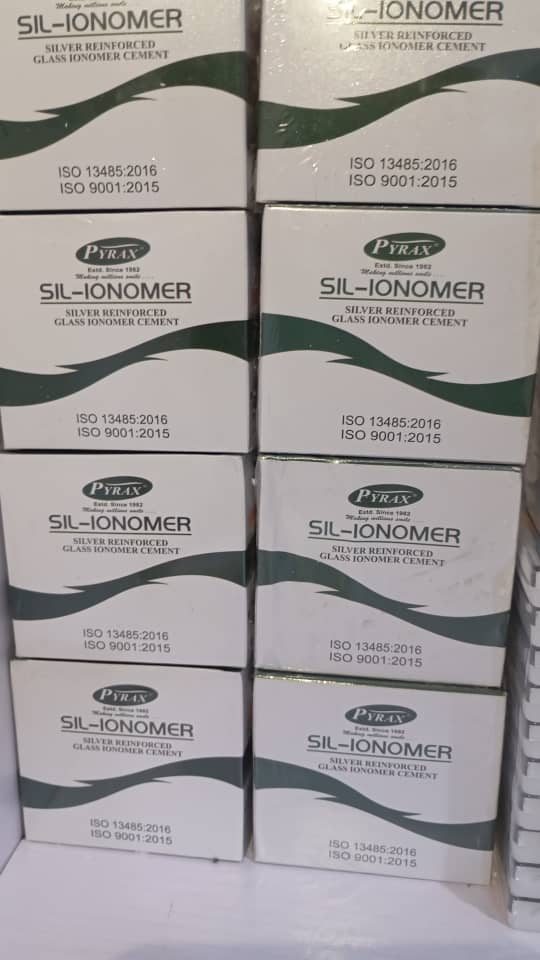 Making millions smile
SIL-IONOMER
SILVER REINFORCED
GLASS IONOMER CEMENT
ISO 13485:2016
ISO 9001:2015
SIL-IONOMER
SILVER REINFORCED
GLASS IONOMER CEMENT
ISO 13485:2016
ISO 9001:2015
PYRAX®
Estd. Since 1962
Making millions smile ....
SIL-IONOMER
SILVER REINFORCED
GLASS IONOMER CEMENT
ISO 13485:2016
ISO 9001:2015
PYRAX®
Estd. Since 1962
Making millions smile ....
SIL-IONOMER
SILVER REINFORCED
GLASS IONOMER CEMENT
ISO 13485:2016
ISO 9001:2015
PYRAX®
Estd. Since 1962
Making millions smile ....
SIL-IONOMER
SILVER REINFORCED
GLASS IONOMER CEMENT
ISO 13485:2016
ISO 9001:2015
PYRAX®
Estd. Since 1962
Making millions smile ....
SIL-IONOMER
SILVER REINFORCED
GLASS IONOMER CEMENT
ISO 13485:2016
ISO 9001:2015
PYRAX®
Estd. Since 1962
Making millions smile
SIL-IONOMER
SILVER REINFORCED
GLASS IONOMER CEMENT
ISO 13485:2016
ISO 9001:2015
PYRAX®
Estd. Since 1962
Making millions smile ....
SIL-IONOMER
SILVER REINFORCED
GLASS IONOMER CEMENT
ISO 13485:2016
ISO 9001:2015